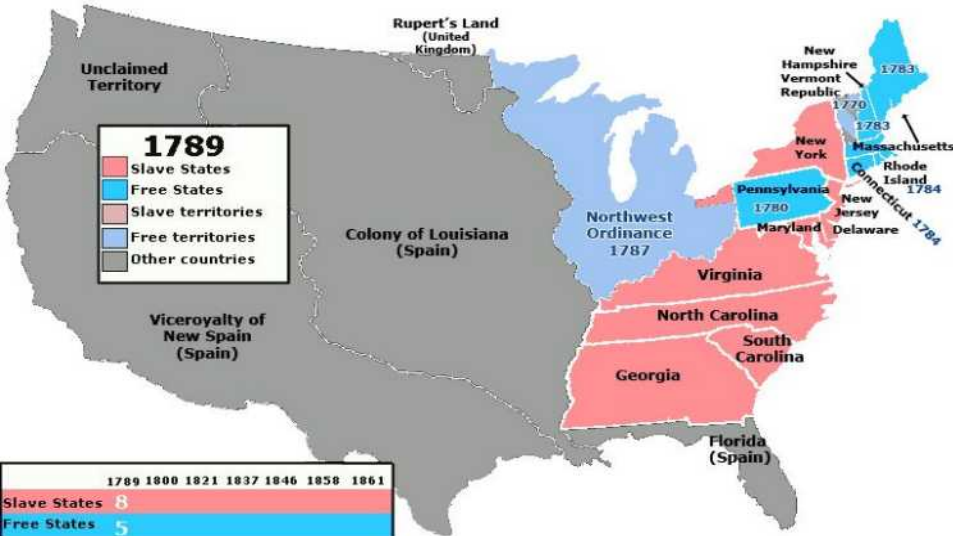 Rupert's Land
(United
Kingdom)
Unclaimed
Territory
New
Hampshire
Vermont
Republic
1783
1770
1783
Massachusetts
Rhode
Island
1784
Connecticut 1784
New
York
Pennsylvania
1780
New
Jersey
Maryland
Delaware
1789
Slave States
Free States
Slave territories
Free territories
Other countries
Northwest
Ordinance
1787
Colony of Louisiana
(Spain)
Virginia
North Carolina
South
Carolina
Georgia
Viceroyalty of
New Spain
(Spain)
Florida
(Spain)
1789 1800 1821 1837 1846 1858 1861
Slave States 8
Free States 5